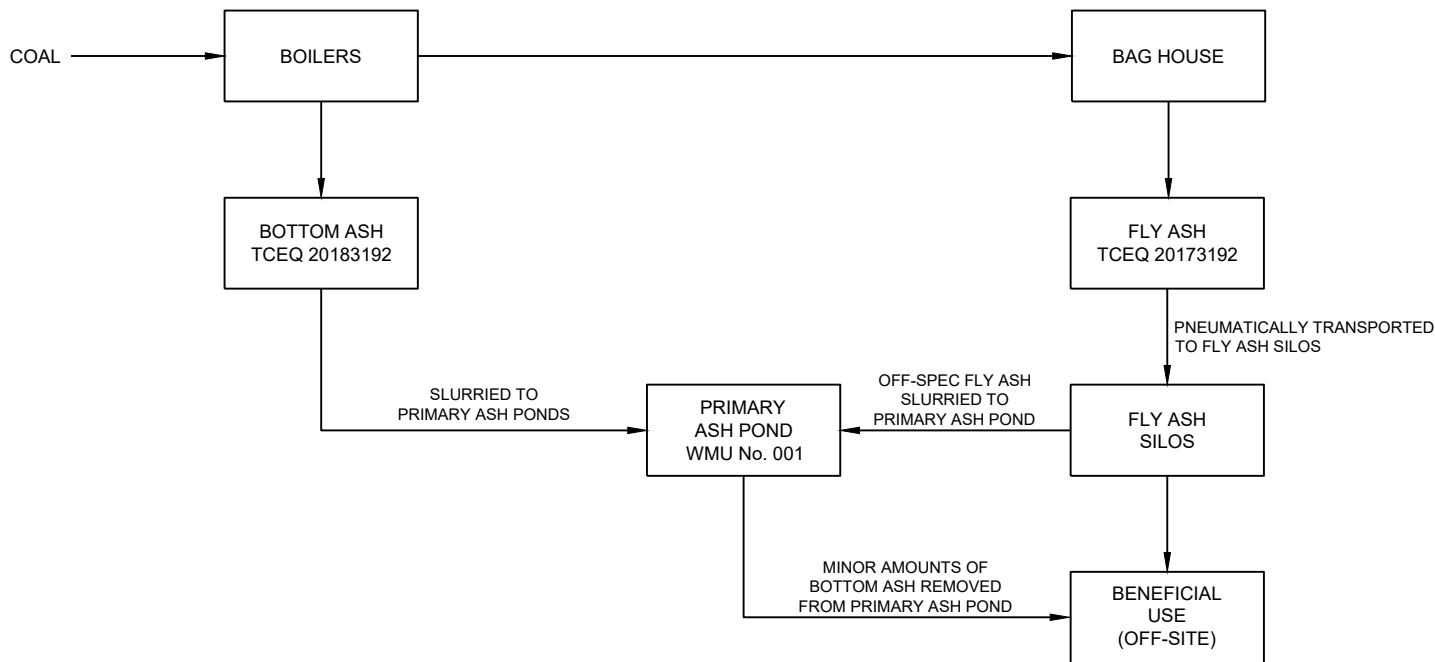 COAL
BOILERS
BAG HOUSE
BOTTOM ASH
TCEQ 20183192
FLY ASH
TCEQ 20173192
PNEUMATICALLY TRANSPORTED
TO FLY ASH SILOS
SLURRIED TO
PRIMARY ASH PONDS
PRIMARY
ASH POND
WMU No. 001
OFF-SPEC FLY ASH
SLURRIED TO
PRIMARY ASH POND
FLY ASH
SILOS
MINOR AMOUNTS OF
BOTTOM ASH REMOVED
FROM PRIMARY ASH POND
BENEFICIAL
USE
(OFF-SITE)